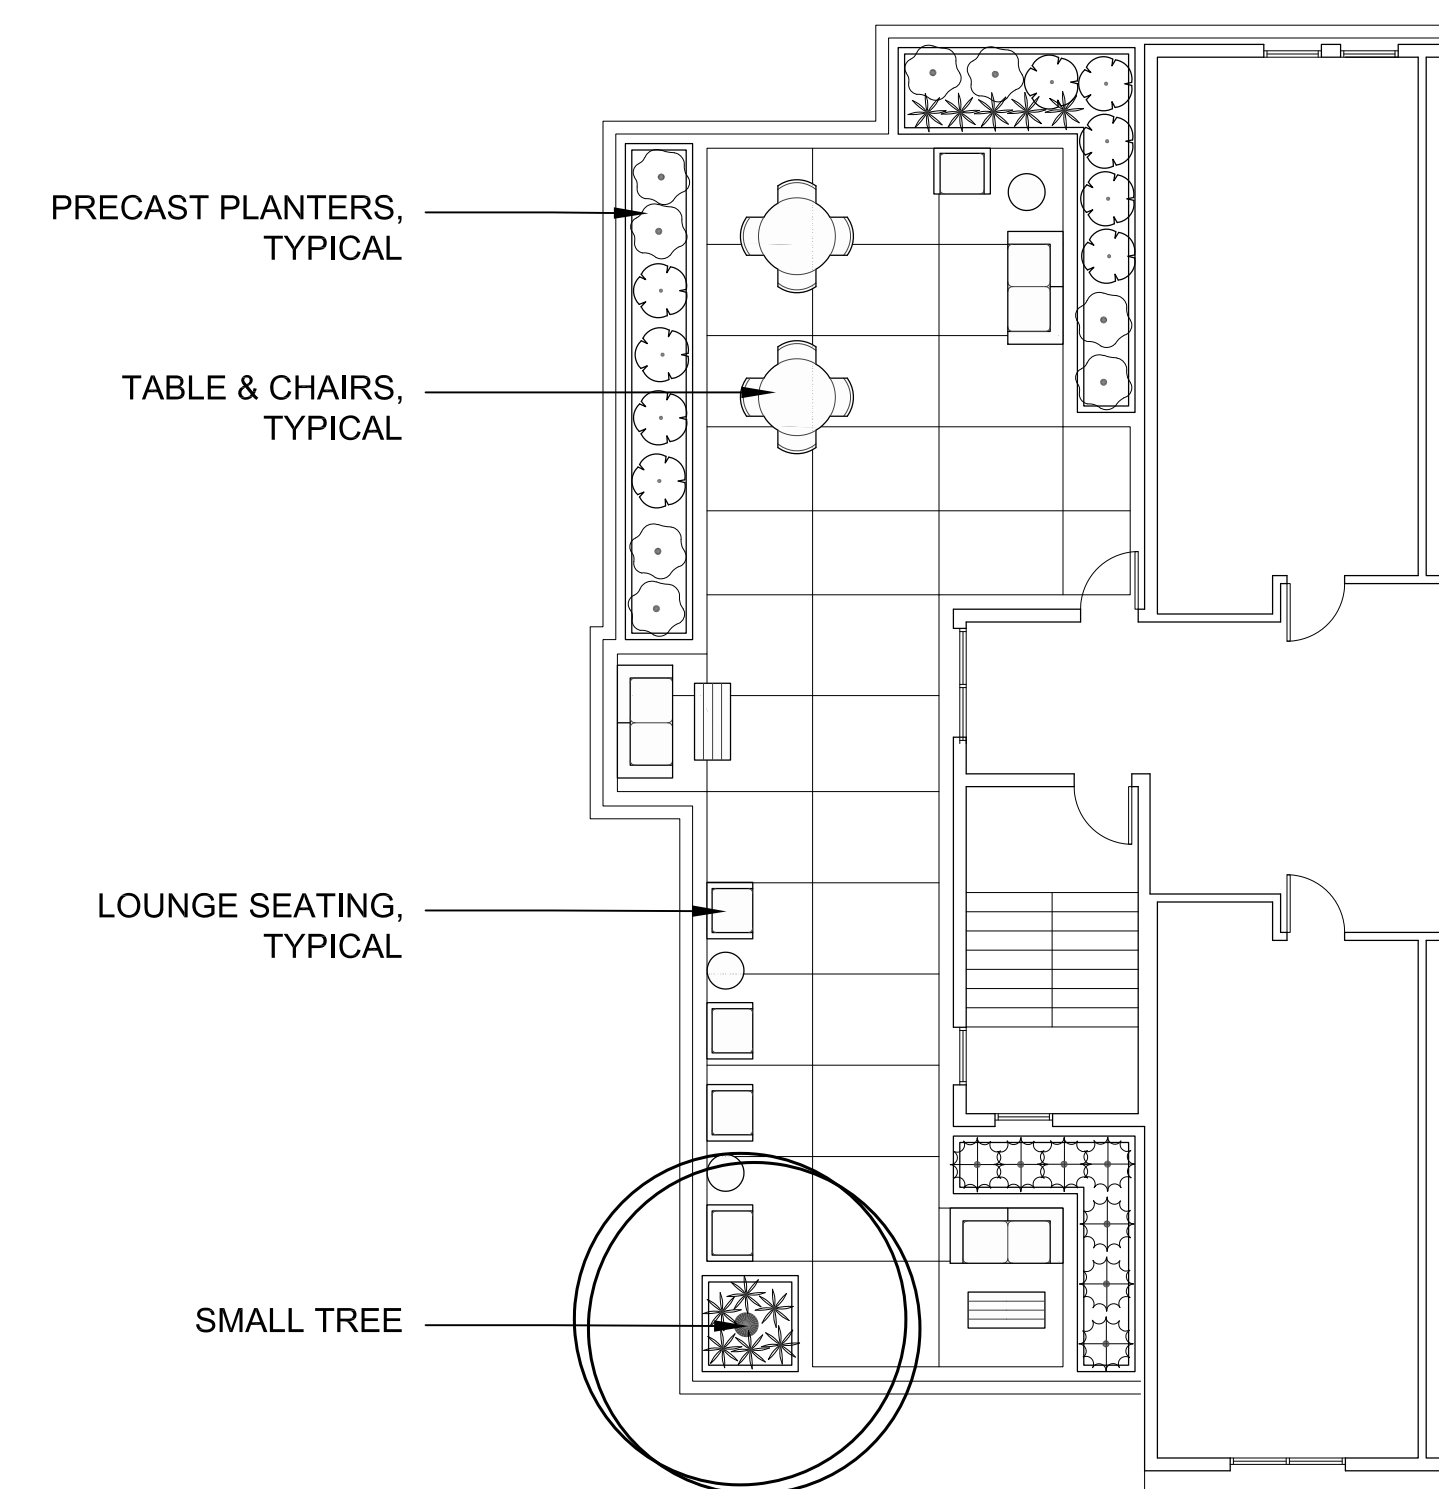 PRECAST PLANTERS,
TYPICAL
TABLE & CHAIRS,
TYPICAL
LOUNGE SEATING,
TYPICAL
SMALL TREE